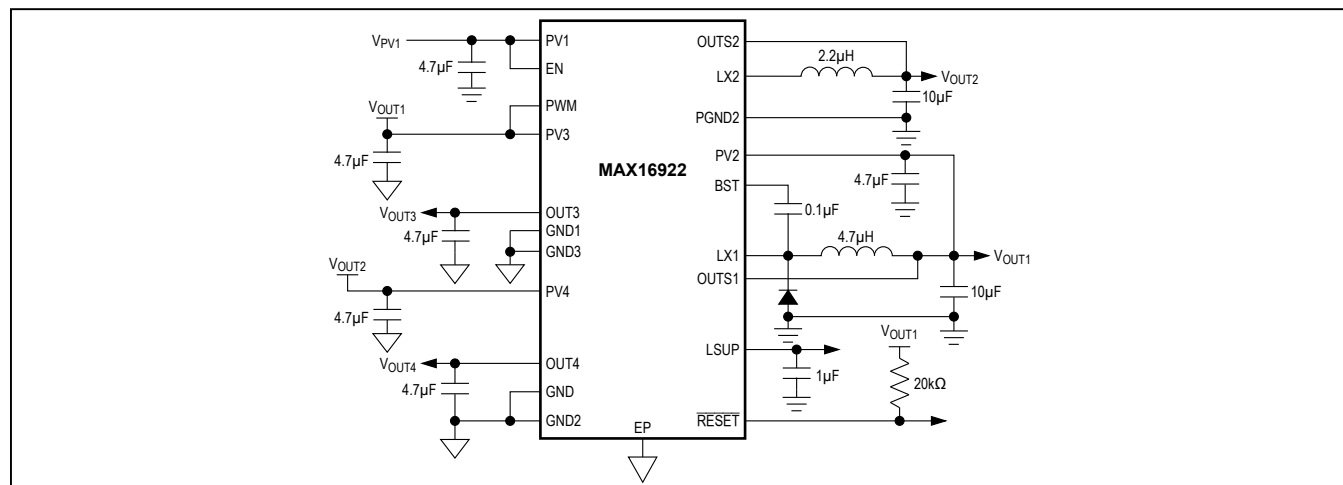 VPV1
4.7µF
PV1
EN
VOUT1
PWM
PV3
4.7µF
VOUT3
OUT3
4.7µF
GND1
GND3
VOUT2
PV4
4.7µF
VOUT4
OUT4
4.7µF
GND
GND2
MAX16922
EP
OUTS2
2.2µH
LX2
VOUT2
10µF
PGND2
PV2
4.7µF
BST
0.1µF
4.7µH
LX1
VOUT1
OUTS1
10µF
VOUT1
LSUP
1µF
20kΩ
RESET